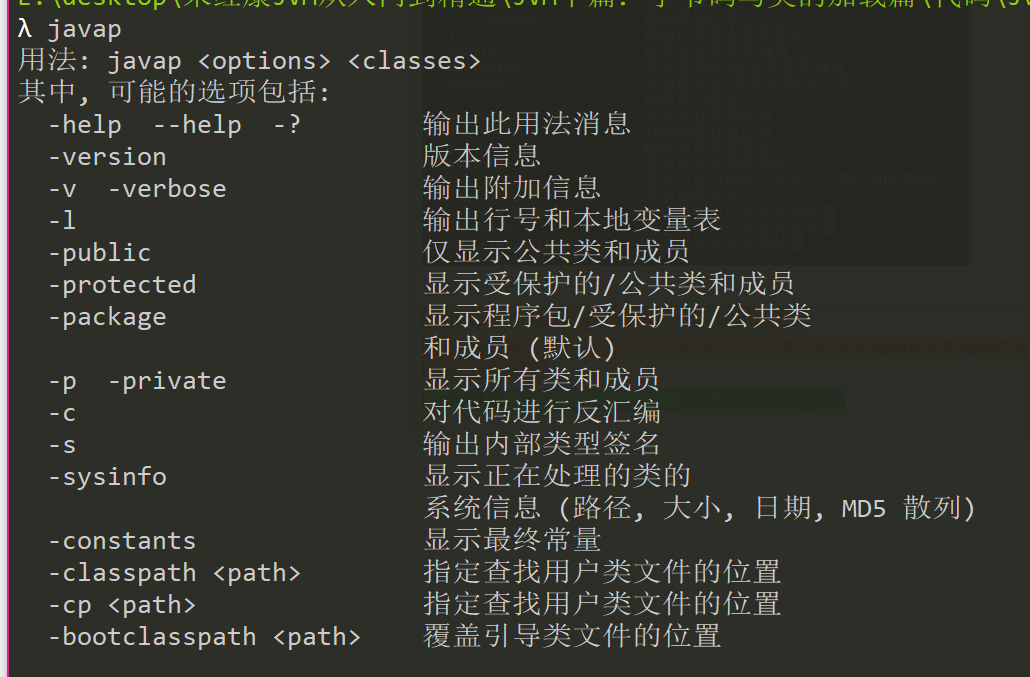 λ javap
用法: javap <options> <classes>
其中, 可能的选项包括:
-help --help -? 输出此用法消息
-version 版本信息
-v -verbose 输出附加信息
-l 输出行号和本地变量表
-public 仅显示公共类和成员
-protected 显示受保护的/公共类和成员
-package 显示程序包/受保护的/公共类
和成员 (默认)
-p -private 显示所有类和成员
-c 对代码进行反汇编
-s 输出内部类型签名
-sysinfo 显示正在处理的类的
系统信息 (路径, 大小, 日期, MD5 散列)
-constants 显示最终常量
-classpath <path> 指定查找用户类文件的位置
-cp <path> 指定查找用户类文件的位置
-bootclasspath <path> 覆盖引导类文件的位置